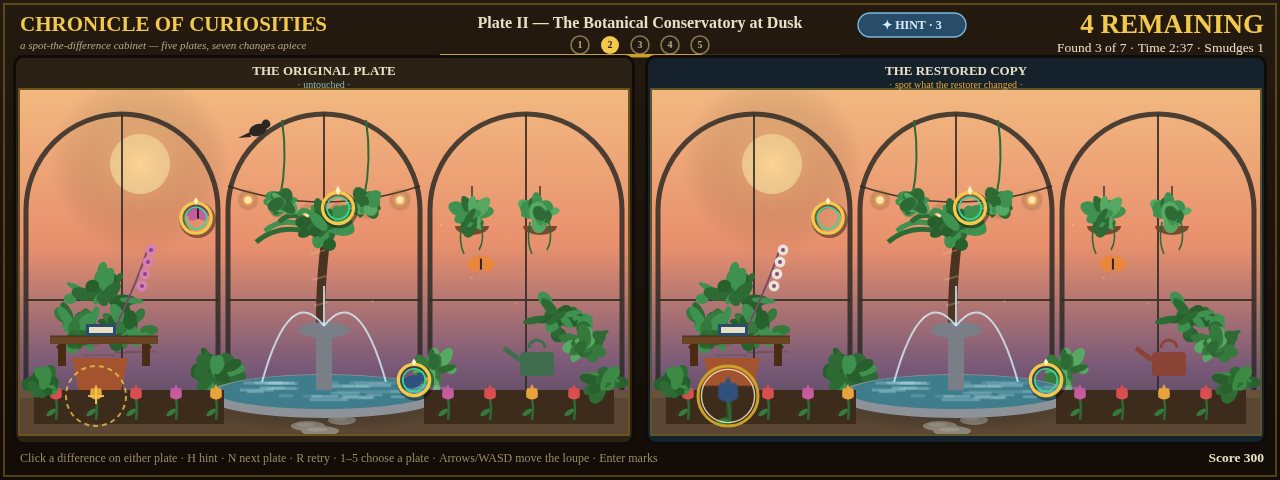 CHRONICLE OF CURIOSITIES
a spot-the-difference cabinet — five plates, seven changes apiece
Plate II — The Botanical Conservatory at Dusk
1 2 3 4 5
✦ HINT · 3
4 REMAINING
Found 3 of 7 · Time 2:37 · Smudges 1
THE ORIGINAL PLATE
· untouched ·
THE RESTORED COPY
· spot what the restorer changed ·
Click a difference on either plate · H hint · N next plate · R retry · 1–5 choose a plate · Arrows/WASD move the loupe · Enter marks
Score 300